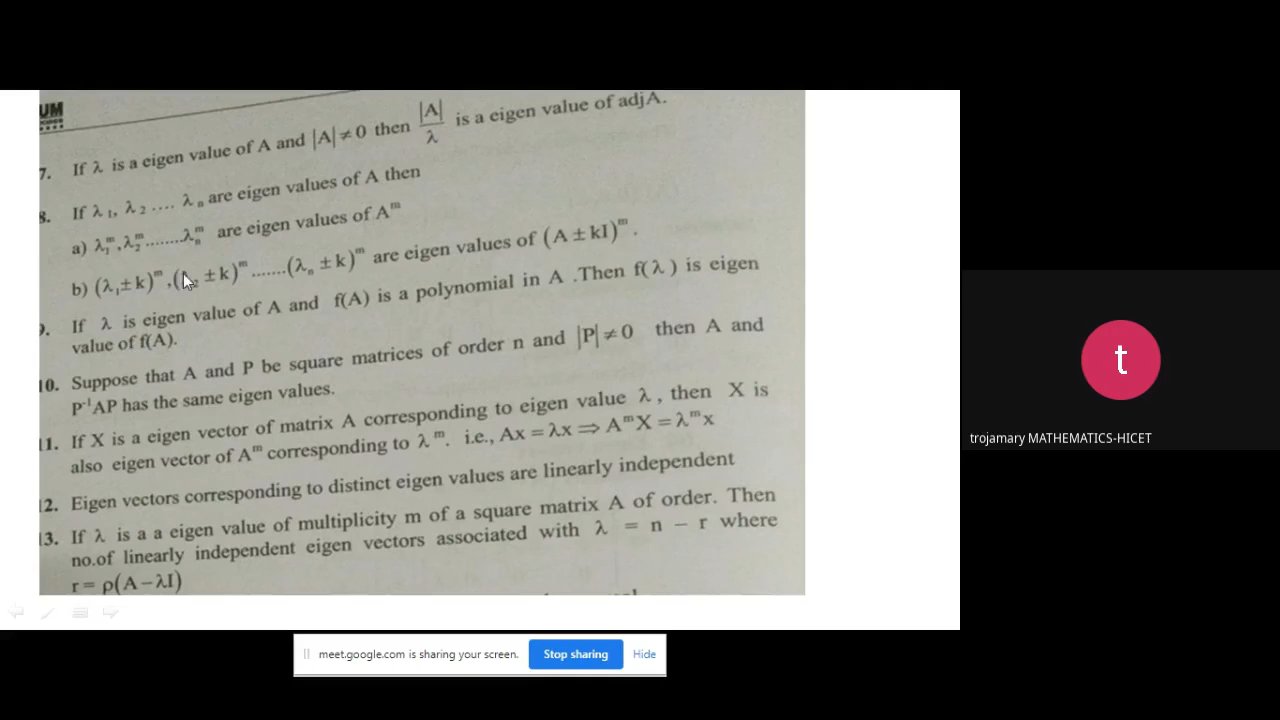 UM
7. If λ is a eigen value of A and |A| ≠ 0 then |A|/λ is a eigen value of adjA.
8. If λ₁, λ₂ .... λₙ are eigen values of A then
a) λ₁ᵐ, λ₂ᵐ .......λₙᵐ are eigen values of Aᵐ
b) (λ₁± k)ᵐ ,( ₂ ± k)ᵐ .......(λₙ ± k)ᵐ are eigen values of (A ± kI)ᵐ .
9. If λ is eigen value of A and f(A) is a polynomial in A .Then f(λ ) is eigen
value of f(A).
10. Suppose that A and P be square matrices of order n and |P| ≠ 0 then A and
P⁻¹AP has the same eigen values.
11. If X is a eigen vector of matrix A corresponding to eigen value λ , then X is
also eigen vector of Aᵐ corresponding to λ ᵐ. i.e., Ax = λx ⇒ AᵐX = λᵐx
12. Eigen vectors corresponding to distinct eigen values are linearly independent
13. If λ is a a eigen value of multiplicity m of a square matrix A of order. Then
no.of linearly independent eigen vectors associated with λ = n − r where
r = ρ(A − λI)
t
trojamary MATHEMATICS-HICET
meet.google.com is sharing your screen.
Stop sharing
Hide